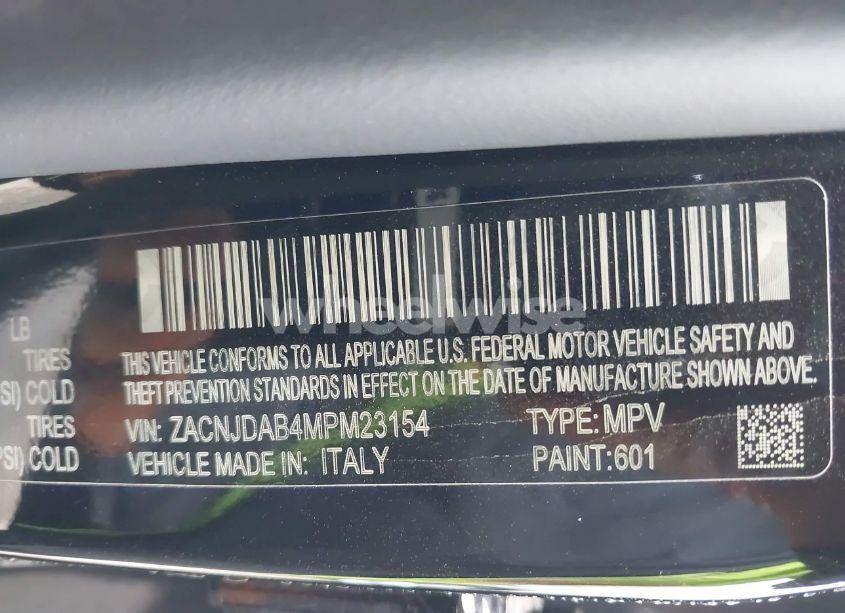 wheelwise
LB
TIRES
SI) COLD
TIRES
PSI) COLD
THIS VEHICLE CONFORMS TO ALL APPLICABLE U.S. FEDERAL MOTOR VEHICLE SAFETY AND
THEFT PREVENTION STANDARDS IN EFFECT ON THE DATE OF MANUFACTURE SHOWN ABOVE.
VIN: ZACNJDAB4MPM23154 TYPE: MPV
VEHICLE MADE IN: ITALY PAINT:601